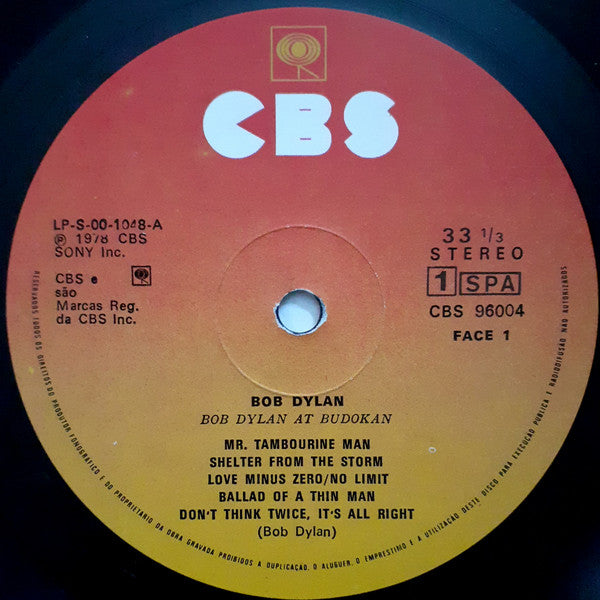 CBS
LP-S-00-1048-A
℗ 1978 CBS
SONY Inc.
CBS e
são
Marcas Reg.
da CBS Inc.
33 1/3
STEREO
1 SPA
CBS 96004
FACE 1
BOB DYLAN
BOB DYLAN AT BUDOKAN
MR. TAMBOURINE MAN
SHELTER FROM THE STORM
LOVE MINUS ZERO/NO LIMIT
BALLAD OF A THIN MAN
DON'T THINK TWICE, IT'S ALL RIGHT
(Bob Dylan)
RESERVADOS TODOS OS DIREITOS DO PRODUTOR FONOGRÁFICO E DO PROPRIETÁRIO DA OBRA GRAVADA PROIBIDOS A DUPLICAÇÃO, O ALUGUER, O EMPRÉSTIMO E A UTILIZAÇÃO DESTE DISCO PARA EXECUÇÃO PÚBLICA E RADIODIFUSÃO NÃO AUTORIZADOS